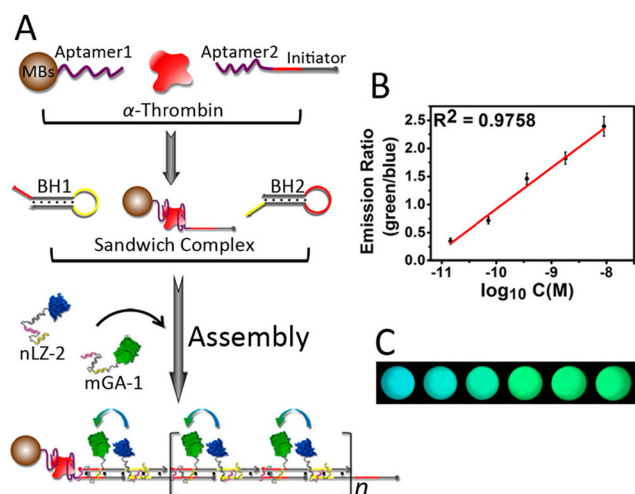 A
MBs
Aptamer1
Aptamer2
Initiator
α-Thrombin
BH1
BH2
Sandwich Complex
nLZ-2
mGA-1
Assembly
n
B
R² = 0.9758
Emission Ratio
(green/blue)
2.5
2.0
1.5
1.0
0.5
0.0
-11 -10 -9 -8 -7
log₁₀ C(M)
C